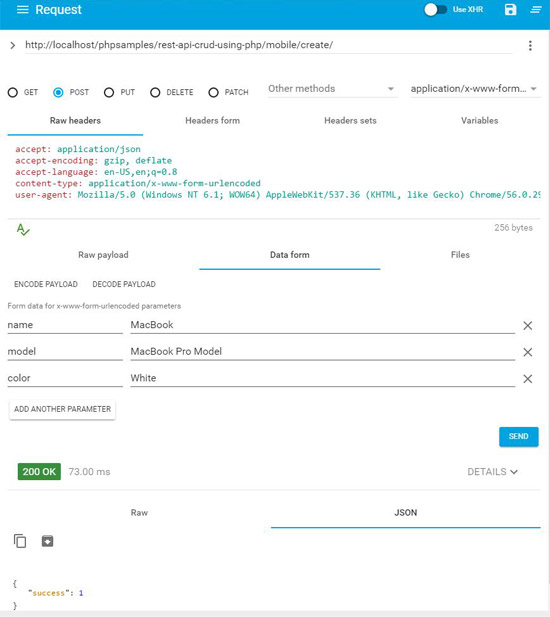 Request
Use XHR
http://localhost/phpsamples/rest-api-crud-using-php/mobile/create/
GET POST PUT DELETE PATCH Other methods application/x-www-form...
Raw headers Headers form Headers sets Variables
accept: application/json
accept-encoding: gzip, deflate
accept-language: en-US,en;q=0.8
content-type: application/x-www-form-urlencoded
user-agent: Mozilla/5.0 (Windows NT 6.1; WOW64) AppleWebKit/537.36 (KHTML, like Gecko) Chrome/56.0.29
256 bytes
Raw payload Data form Files
ENCODE PAYLOAD DECODE PAYLOAD
Form data for x-www-form-urlencoded parameters
name MacBook
model MacBook Pro Model
color White
ADD ANOTHER PARAMETER
SEND
200 OK 73.00 ms DETAILS
Raw JSON
{
"success": 1
}